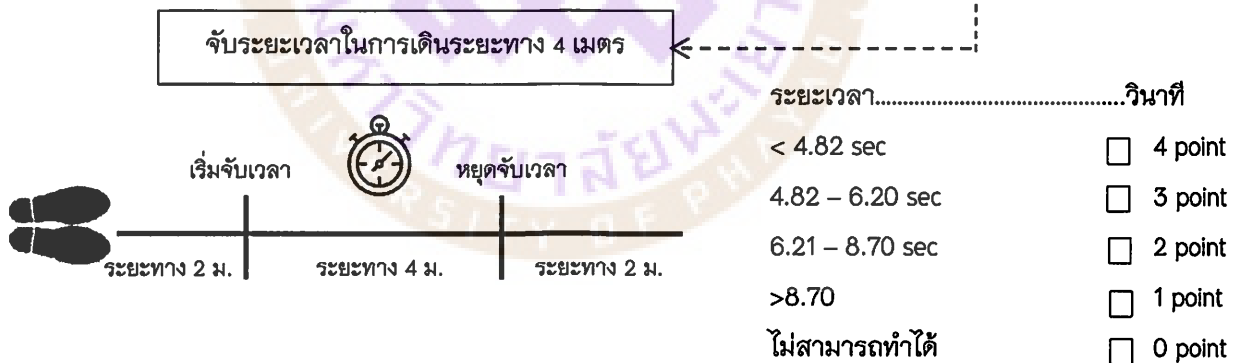 จับระยะเวลาในการเดินระยะทาง 4 เมตร
เริ่มจับเวลา
หยุดจับเวลา
ระยะทาง 2 ม.
ระยะทาง 4 ม.
ระยะทาง 2 ม.
ระยะเวลา...........................................วินาที
< 4.82 sec 4 point
4.82 – 6.20 sec 3 point
6.21 – 8.70 sec 2 point
>8.70 1 point
ไม่สามารถทำได้ 0 point